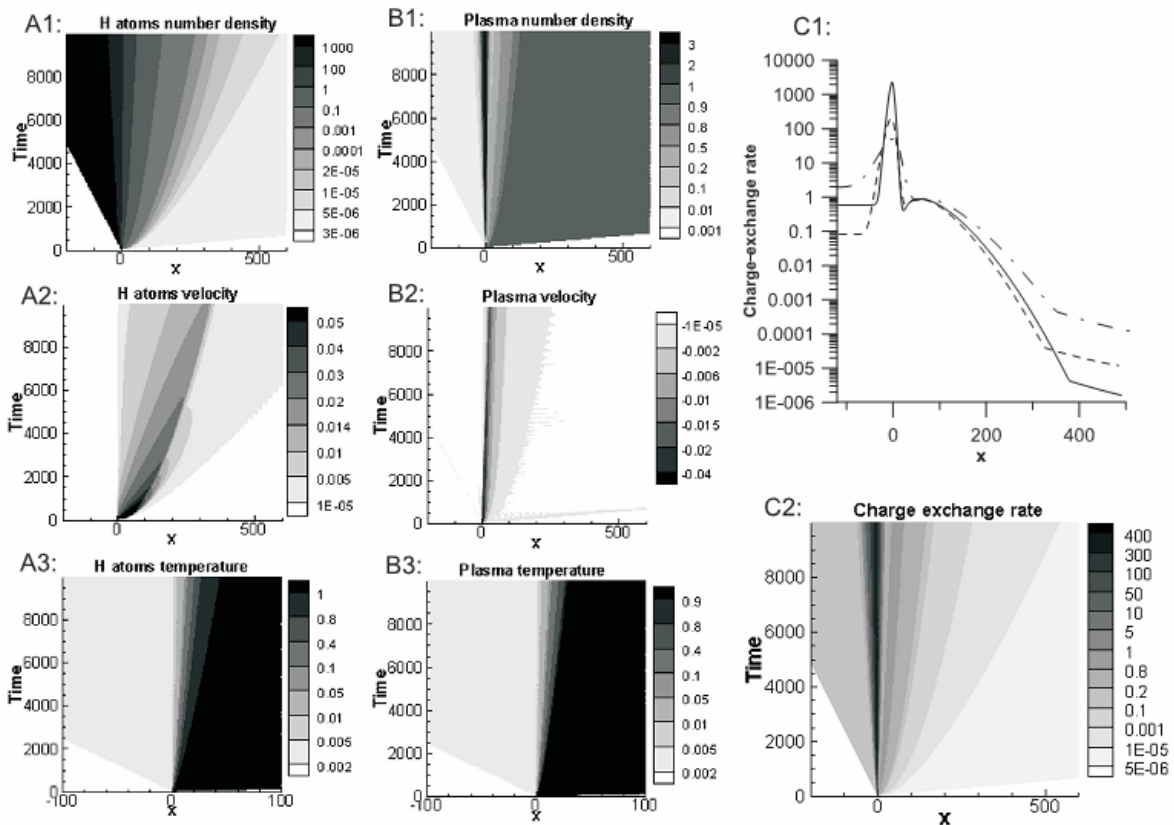 A1:
H atoms number density
Time
8000
6000
4000
2000
0
0
500
x
1000
100
1
0.1
0.001
0.0001
2E-05
1E-05
5E-06
3E-06
B1:
Plasma number density
Time
8000
6000
4000
2000
0
0
500
x
3
2
1
0.9
0.8
0.5
0.2
0.1
0.01
0.001
C1:
Charge-exchange rate
10000
1000
100
10
1
0.1
0.01
0.001
0.0001
1E-005
1E-006
0
200
400
x
A2:
H atoms velocity
Time
8000
6000
4000
2000
0
0
500
x
0.05
0.04
0.03
0.02
0.014
0.01
0.005
1E-05
B2:
Plasma velocity
Time
8000
6000
4000
2000
0
0
500
x
-1E-05
-0.002
-0.006
-0.01
-0.015
-0.02
-0.04
A3:
H atoms temperature
Time
8000
6000
4000
2000
0
-100
0
100
x
1
0.8
0.4
0.1
0.05
0.01
0.005
0.002
B3:
Plasma temperature
Time
8000
6000
4000
2000
0
-100
0
100
x
0.9
0.8
0.4
0.1
0.05
0.01
0.005
0.002
C2:
Charge exchange rate
Time
8000
6000
4000
2000
0
0
500
x
400
300
100
50
10
5
1
0.8
0.2
0.1
0.001
1E-05
5E-06